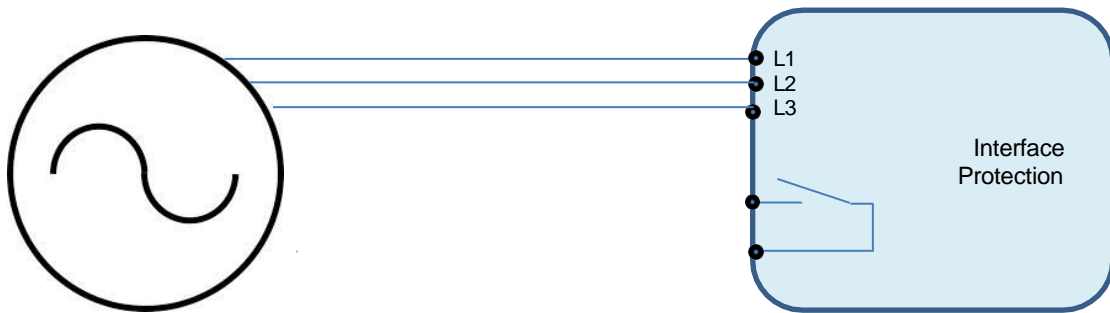 L1
L2
L3
Interface
Protection